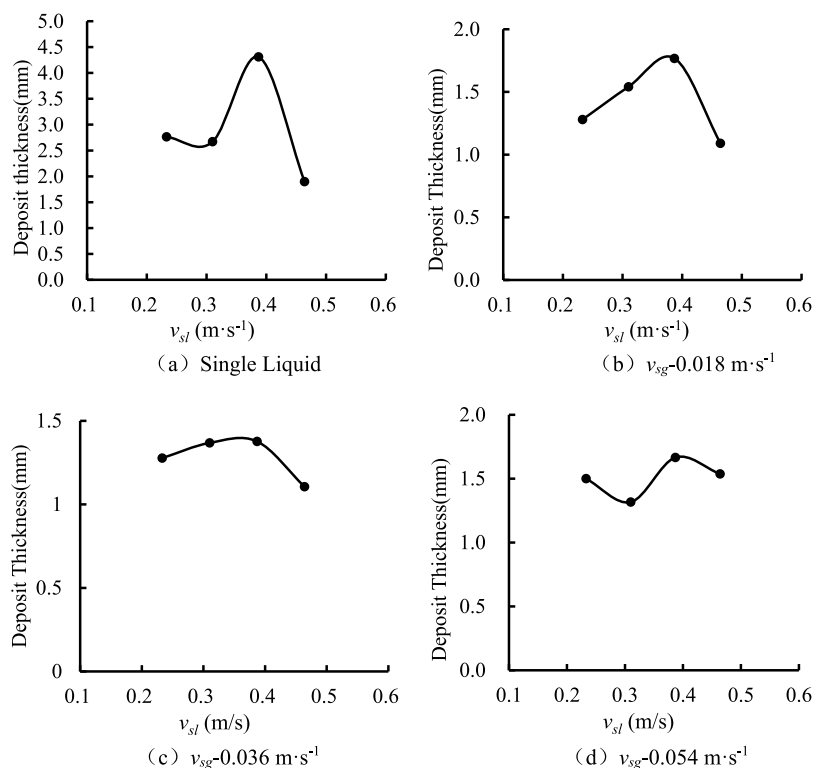 Deposit thickness(mm)
5.0
4.5
4.0
3.5
3.0
2.5
2.0
1.5
1.0
0.5
0.0
0.1 0.2 0.3 0.4 0.5 0.6
vsl (m·s-1)
（a）Single Liquid
Deposit Thickness(mm)
2.0
1.5
1.0
0.5
0.0
0.1 0.2 0.3 0.4 0.5 0.6
vsl (m·s-1)
（b）vsg-0.018 m·s-1
Deposit Thickness(mm)
1.5
1
0.5
0
0.1 0.2 0.3 0.4 0.5 0.6
vsl (m/s)
（c）vsg-0.036 m·s-1
Deposit Thickness(mm)
2.0
1.5
1.0
0.5
0.0
0.1 0.2 0.3 0.4 0.5 0.6
vsl (m/s)
（d）vsg-0.054 m·s-1